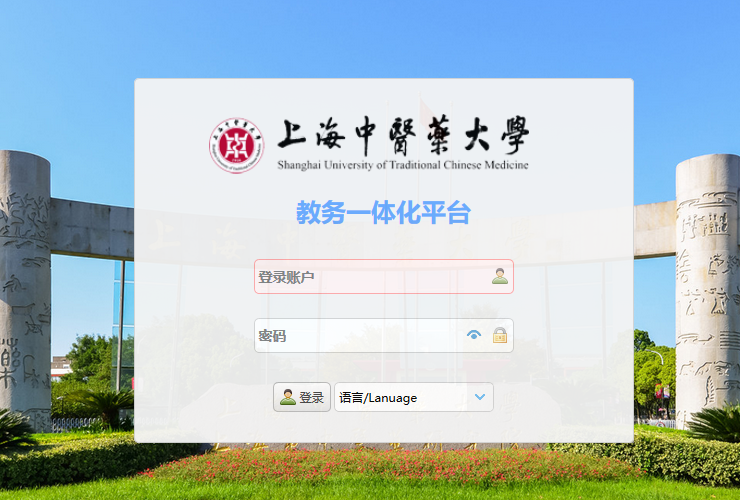 上海中醫藥大學
Shanghai University of Traditional Chinese Medicine
教务一体化平台
登录账户
密码
登录 语言/Lanuage